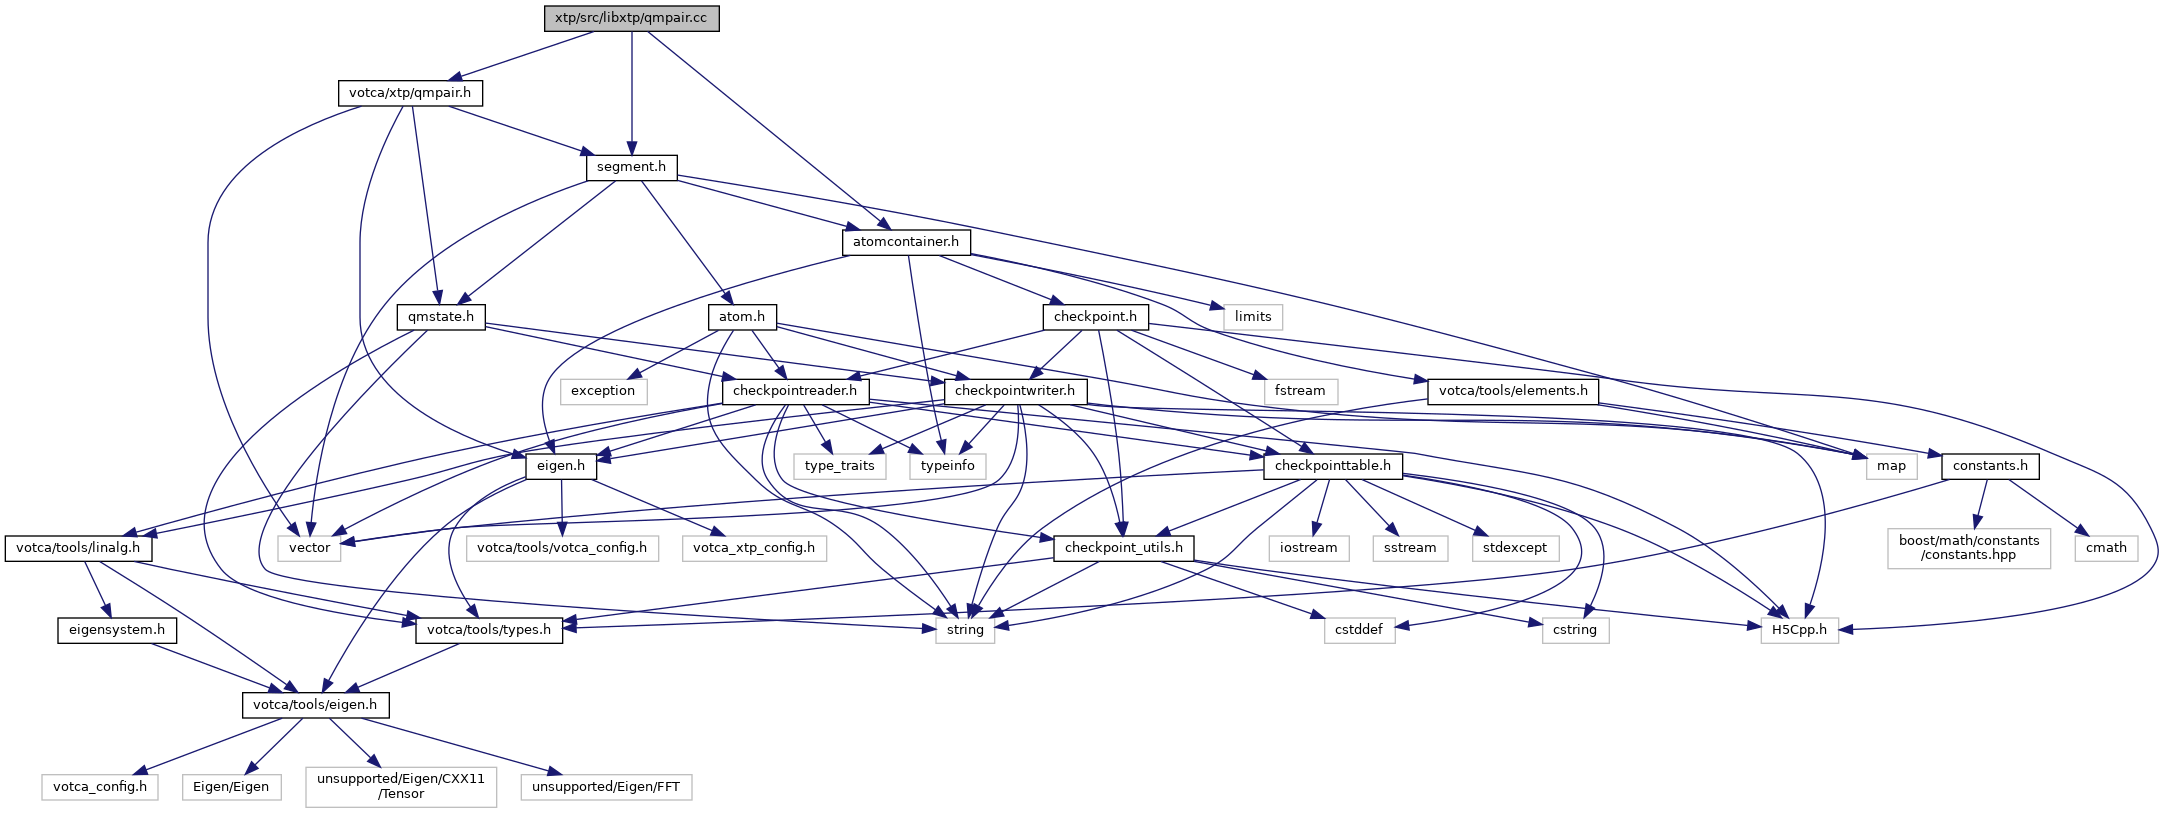 xtp/src/libxtp/qmpair.cc
votca/xtp/qmpair.h
segment.h
atomcontainer.h
qmstate.h
atom.h
checkpoint.h
limits
exception
checkpointreader.h
checkpointwriter.h
fstream
votca/tools/elements.h
eigen.h
type_traits
typeinfo
checkpointtable.h
map
constants.h
votca/tools/linalg.h
vector
votca/tools/votca_config.h
votca_xtp_config.h
checkpoint_utils.h
iostream
sstream
stdexcept
boost/math/constants
/constants.hpp
cmath
eigensystem.h
votca/tools/types.h
string
cstddef
cstring
H5Cpp.h
votca/tools/eigen.h
votca_config.h
Eigen/Eigen
unsupported/Eigen/CXX11
/Tensor
unsupported/Eigen/FFT